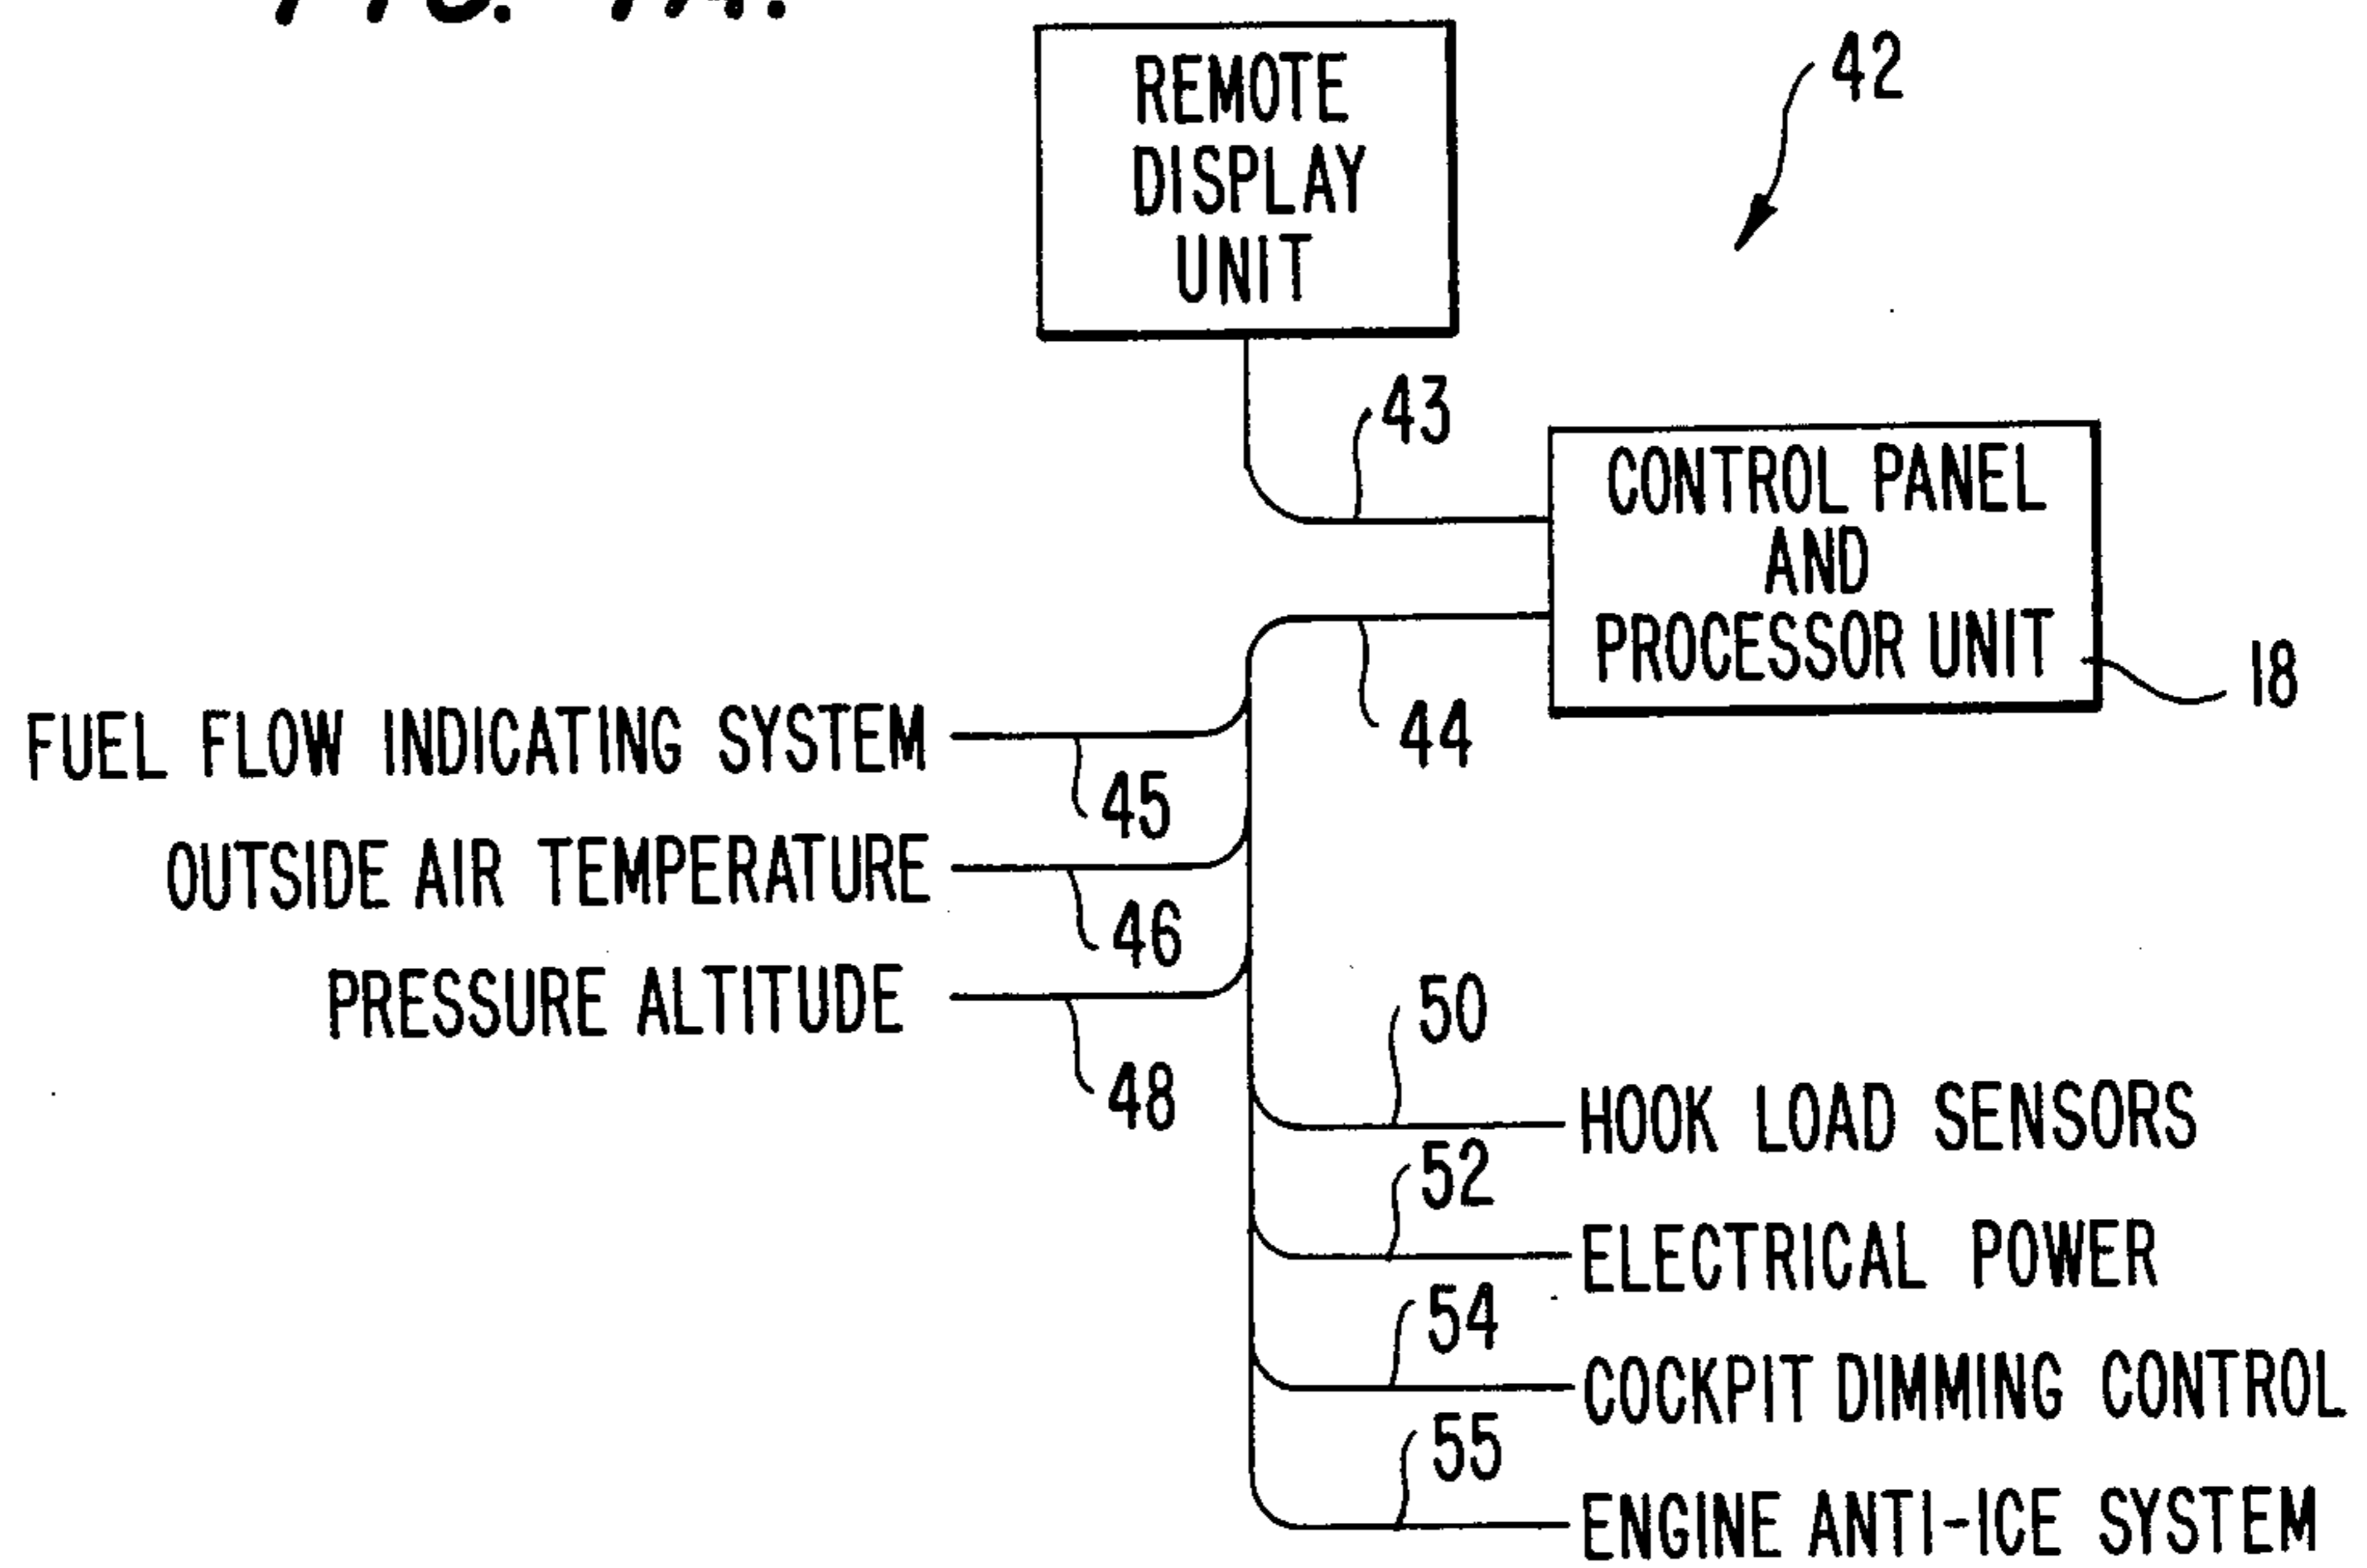 REMOTE
DISPLAY
UNIT
42
43
CONTROL PANEL
AND
PROCESSOR UNIT
18
44
FUEL FLOW INDICATING SYSTEM
45
OUTSIDE AIR TEMPERATURE
46
PRESSURE ALTITUDE
48
50
HOOK LOAD SENSORS
52
ELECTRICAL POWER
54
COCKPIT DIMMING CONTROL
55
ENGINE ANTI-ICE SYSTEM